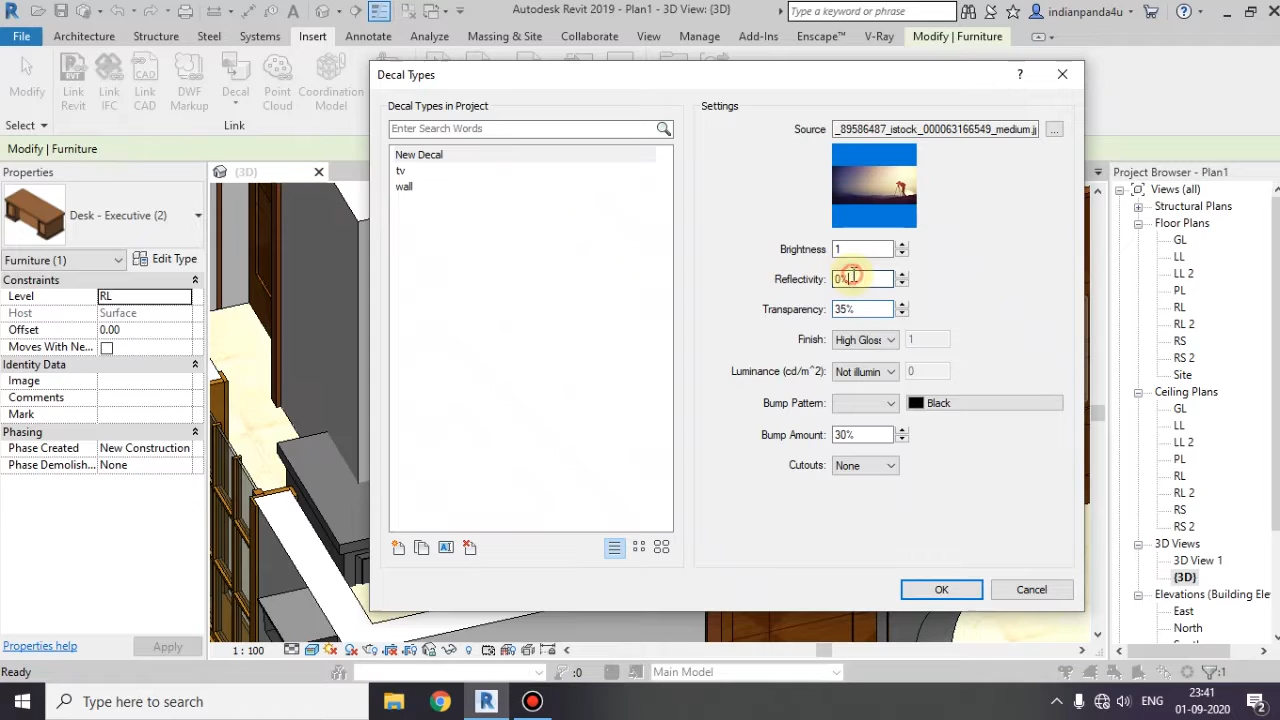 Autodesk Revit 2019 - Plan1 - 3D View: {3D}
Type a keyword or phrase
indianpanda4u
File Architecture Structure Steel Systems Insert Annotate Analyze Massing & Site Collaborate View Manage Add-Ins Enscape™ V-Ray Modify | Furniture
Modify
Link Revit
Link IFC
Link CAD
DWF Markup
Decal
Point Cloud
Coordination Model
Select
Link
Modify | Furniture
Properties
Desk - Executive (2)
Furniture (1)
Edit Type
Constraints
Level RL
Host Surface
Offset 0.00
Moves With Ne...
Identity Data
Image
Comments
Mark
Phasing
Phase Created New Construction
Phase Demolish... None
Properties help
Apply
{3D}
Decal Types
Decal Types in Project
Enter Search Words
New Decal
tv
wall
Settings
Source _89586487_istock_000063166549_medium.j
...
Brightness 1
Reflectivity: 0%
Transparency: 35%
Finish: High Gloss 1
Luminance (cd/m^2): Not illumin 0
Bump Pattern: Black
Bump Amount: 30%
Cutouts: None
OK
Cancel
Project Browser - Plan1
Views (all)
Structural Plans
Floor Plans
GL
LL
LL 2
PL
RL
RL 2
RS
RS 2
Site
Ceiling Plans
GL
LL
LL 2
PL
RL
RL 2
RS
RS 2
3D Views
3D View 1
{3D}
Elevations (Building Ele
East
North
1 : 100
Ready
:0
Main Model
:1
Type here to search
ENG
23:41
01-09-2020
2